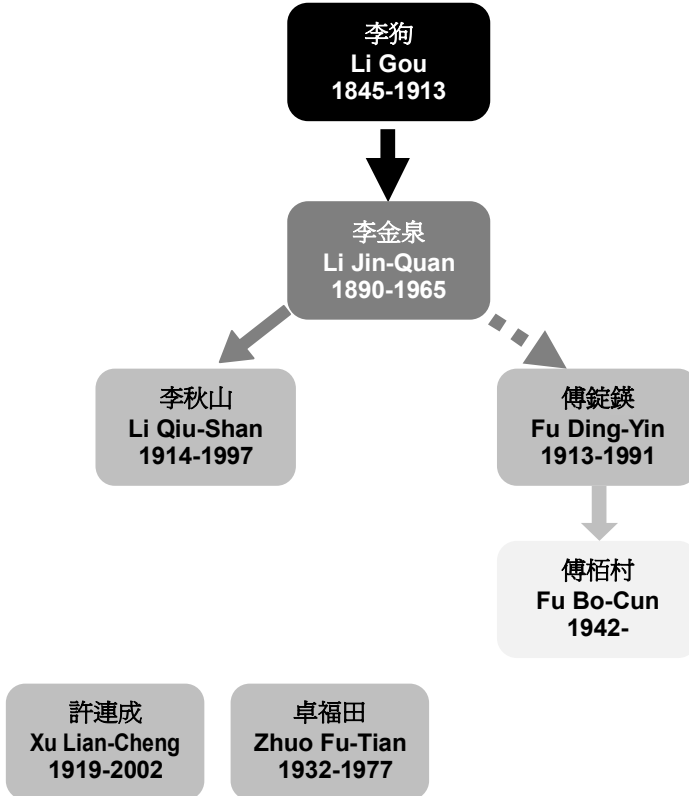 李狗
Li Gou
1845-1913
李金泉
Li Jin-Quan
1890-1965
李秋山
Li Qiu-Shan
1914-1997
傅錠鍈
Fu Ding-Yin
1913-1991
傅栢村
Fu Bo-Cun
1942-
許連成
Xu Lian-Cheng
1919-2002
卓福田
Zhuo Fu-Tian
1932-1977